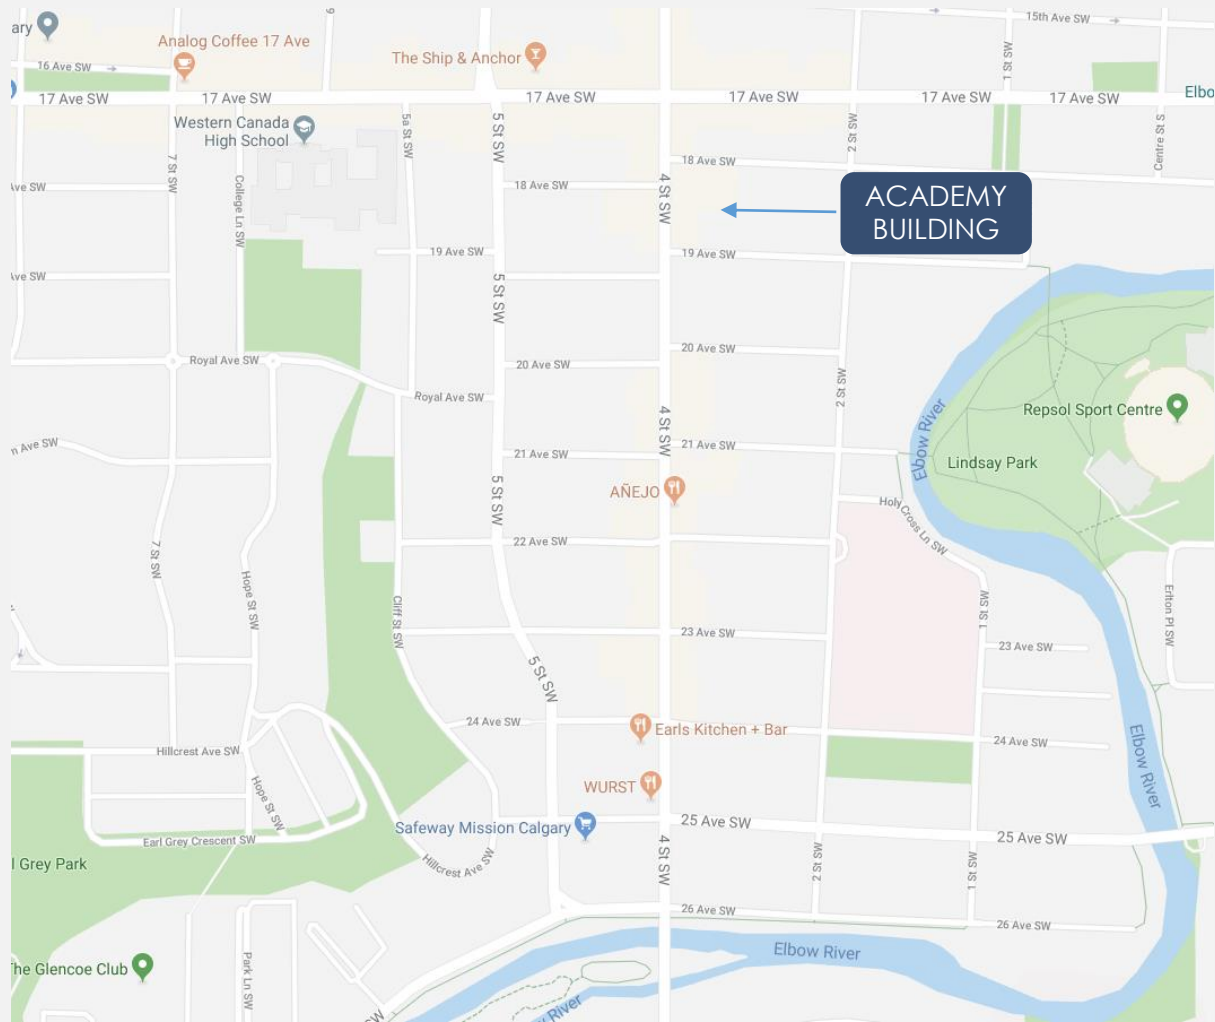 ary
15th Ave SW
Analog Coffee 17 Ave
The Ship & Anchor
16 Ave SW
1 St SW
17 Ave SW
17 Ave SW
17 Ave SW
17 Ave SW
17 Ave SW
17 Ave SW
Elbo
Western Canada
High School
5a St SW
5 St SW
2 St SW
Centre St S
7 St SW
18 Ave SW
18 Ave SW
Ave SW
College Ln SW
4 St SW
ACADEMY
BUILDING
19 Ave SW
19 Ave SW
Ave SW
5 St SW
Royal Ave SW
20 Ave SW
20 Ave SW
2 St SW
Royal Ave SW
Repsol Sport Centre
4 St SW
Elbow River
n Ave SW
21 Ave SW
21 Ave SW
Lindsay Park
AÑEJO
5 St SW
Holy Cross Ln SW
22 Ave SW
7 St SW
Hope St SW
Cliff St SW
1 St SW
Erlton Pl SW
23 Ave SW
23 Ave SW
5 St SW
24 Ave SW
Earls Kitchen + Bar
24 Ave SW
Hillcrest Ave SW
Elbow River
WURST
Hope St SW
25 Ave SW
Safeway Mission Calgary
25 Ave SW
Earl Grey Crescent SW
l Grey Park
Hillcrest Ave SW
4 St SW
2 St SW
1 St SW
26 Ave SW
26 Ave SW
Elbow River
The Glencoe Club
Park Ln SW
SW
w River